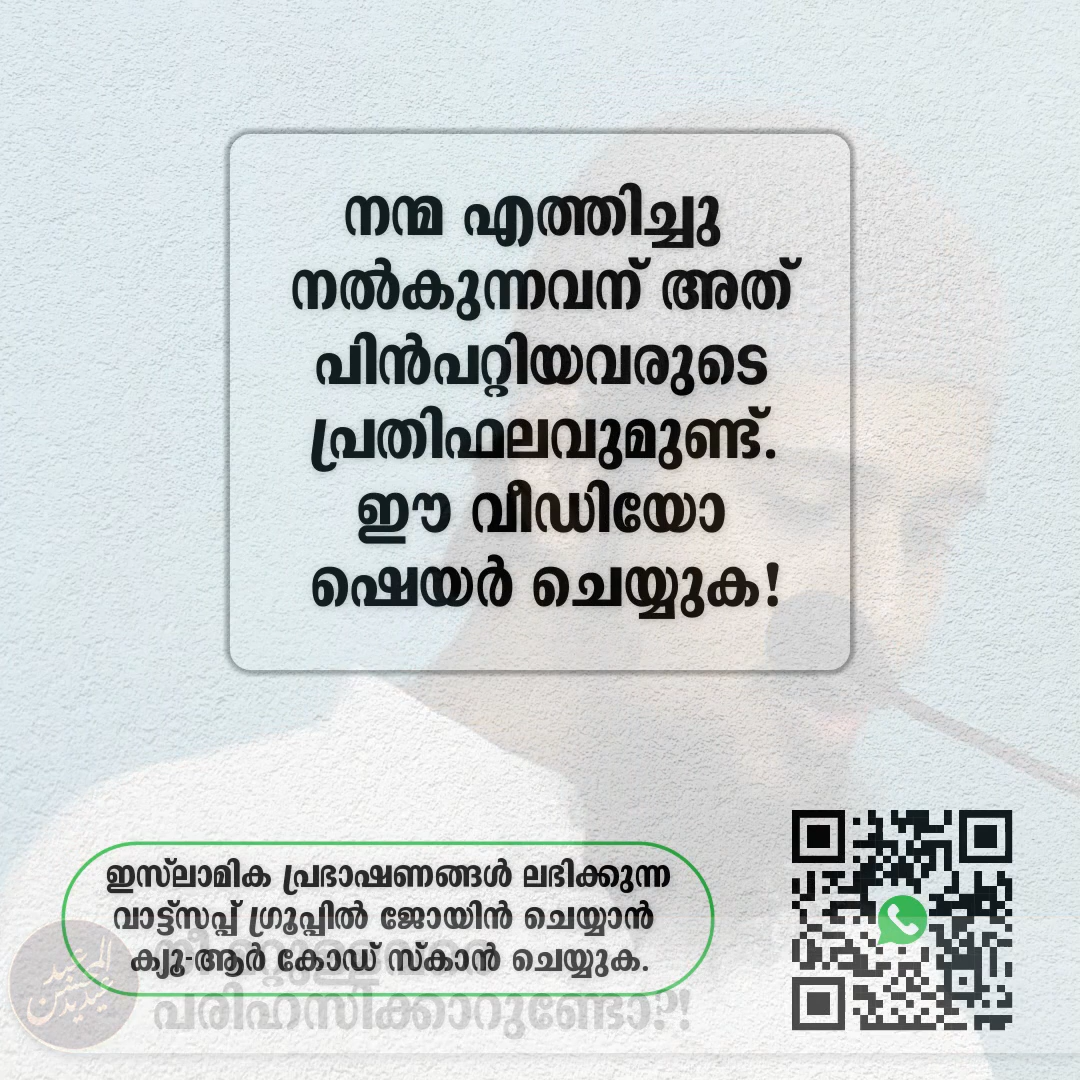 നന്മ എത്തിച്ചു
നൽകുന്നവന് അത്
പിൻപറ്റിയവരുടെ
പ്രതിഫലവുമുണ്ട്.
ഈ വീഡിയോ
ഷെയർ ചെയ്യുക!
ഇസ്‌ലാമിക പ്രഭാഷണങ്ങൾ ലഭിക്കുന്ന
വാട്ട്സപ്പ് ഗ്രൂപ്പിൽ ജോയിൻ ചെയ്യാൻ
ക്യൂ-ആർ കോഡ് സ്കാൻ ചെയ്യുക.
പരിഹസിക്കാറുണ്ടോ?!